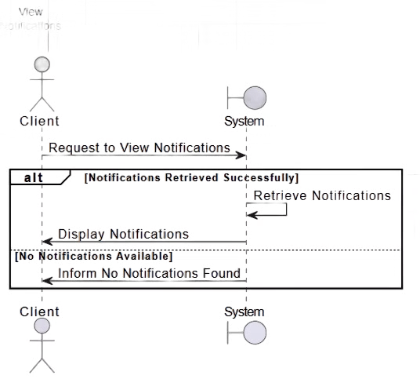 View
Notifications
Client
System
Request to View Notifications
alt
[Notifications Retrieved Successfully]
Retrieve Notifications
Display Notifications
[No Notifications Available]
Inform No Notifications Found
Client
System